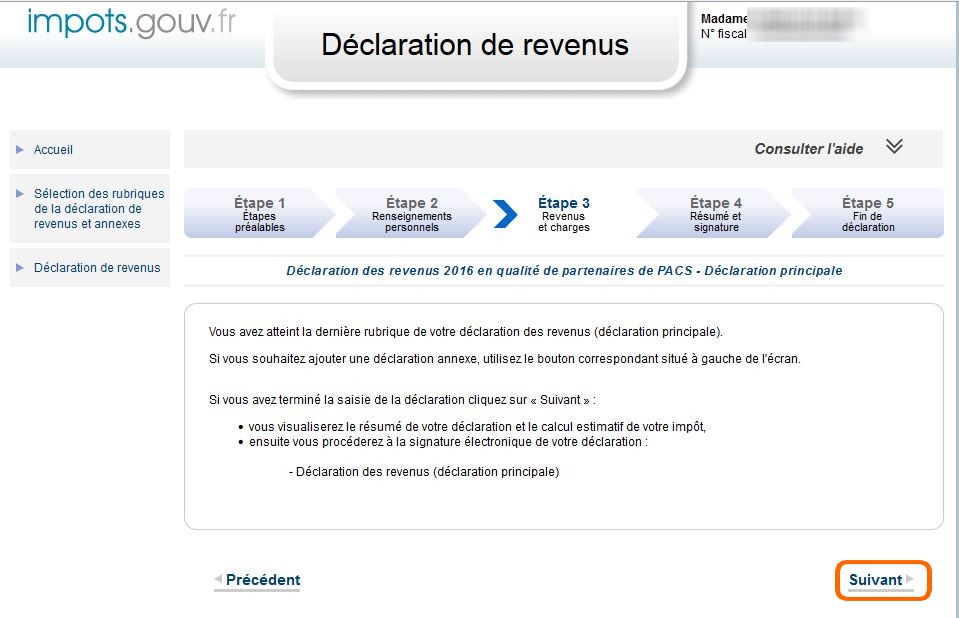 impots.gouv.fr
Déclaration de revenus
Madame
N° fiscal
Accueil
Sélection des rubriques
de la déclaration de
revenus et annexes
Déclaration de revenus
Consulter l'aide
Étape 1
Étapes
préalables
Étape 2
Renseignements
personnels
Étape 3
Revenus
et charges
Étape 4
Résumé et
signature
Étape 5
Fin de
déclaration
Déclaration des revenus 2016 en qualité de partenaires de PACS - Déclaration principale
Vous avez atteint la dernière rubrique de votre déclaration des revenus (déclaration principale).
Si vous souhaitez ajouter une déclaration annexe, utilisez le bouton correspondant situé à gauche de l'écran.
Si vous avez terminé la saisie de la déclaration cliquez sur « Suivant » :
• vous visualiserez le résumé de votre déclaration et le calcul estimatif de votre impôt,
• ensuite vous procéderez à la signature électronique de votre déclaration :
- Déclaration des revenus (déclaration principale)
Précédent
Suivant